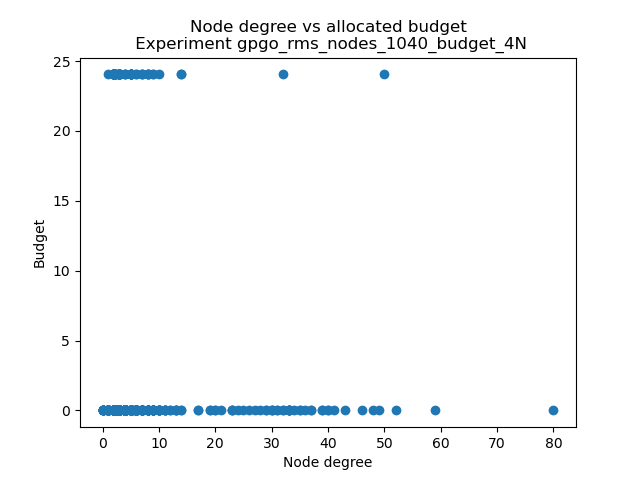 Node degree vs allocated budget
Experiment gpgo_rms_nodes_1040_budget_4N
25
20
15
10
5
0
Budget
0 10 20 30 40 50 60 70 80
Node degree